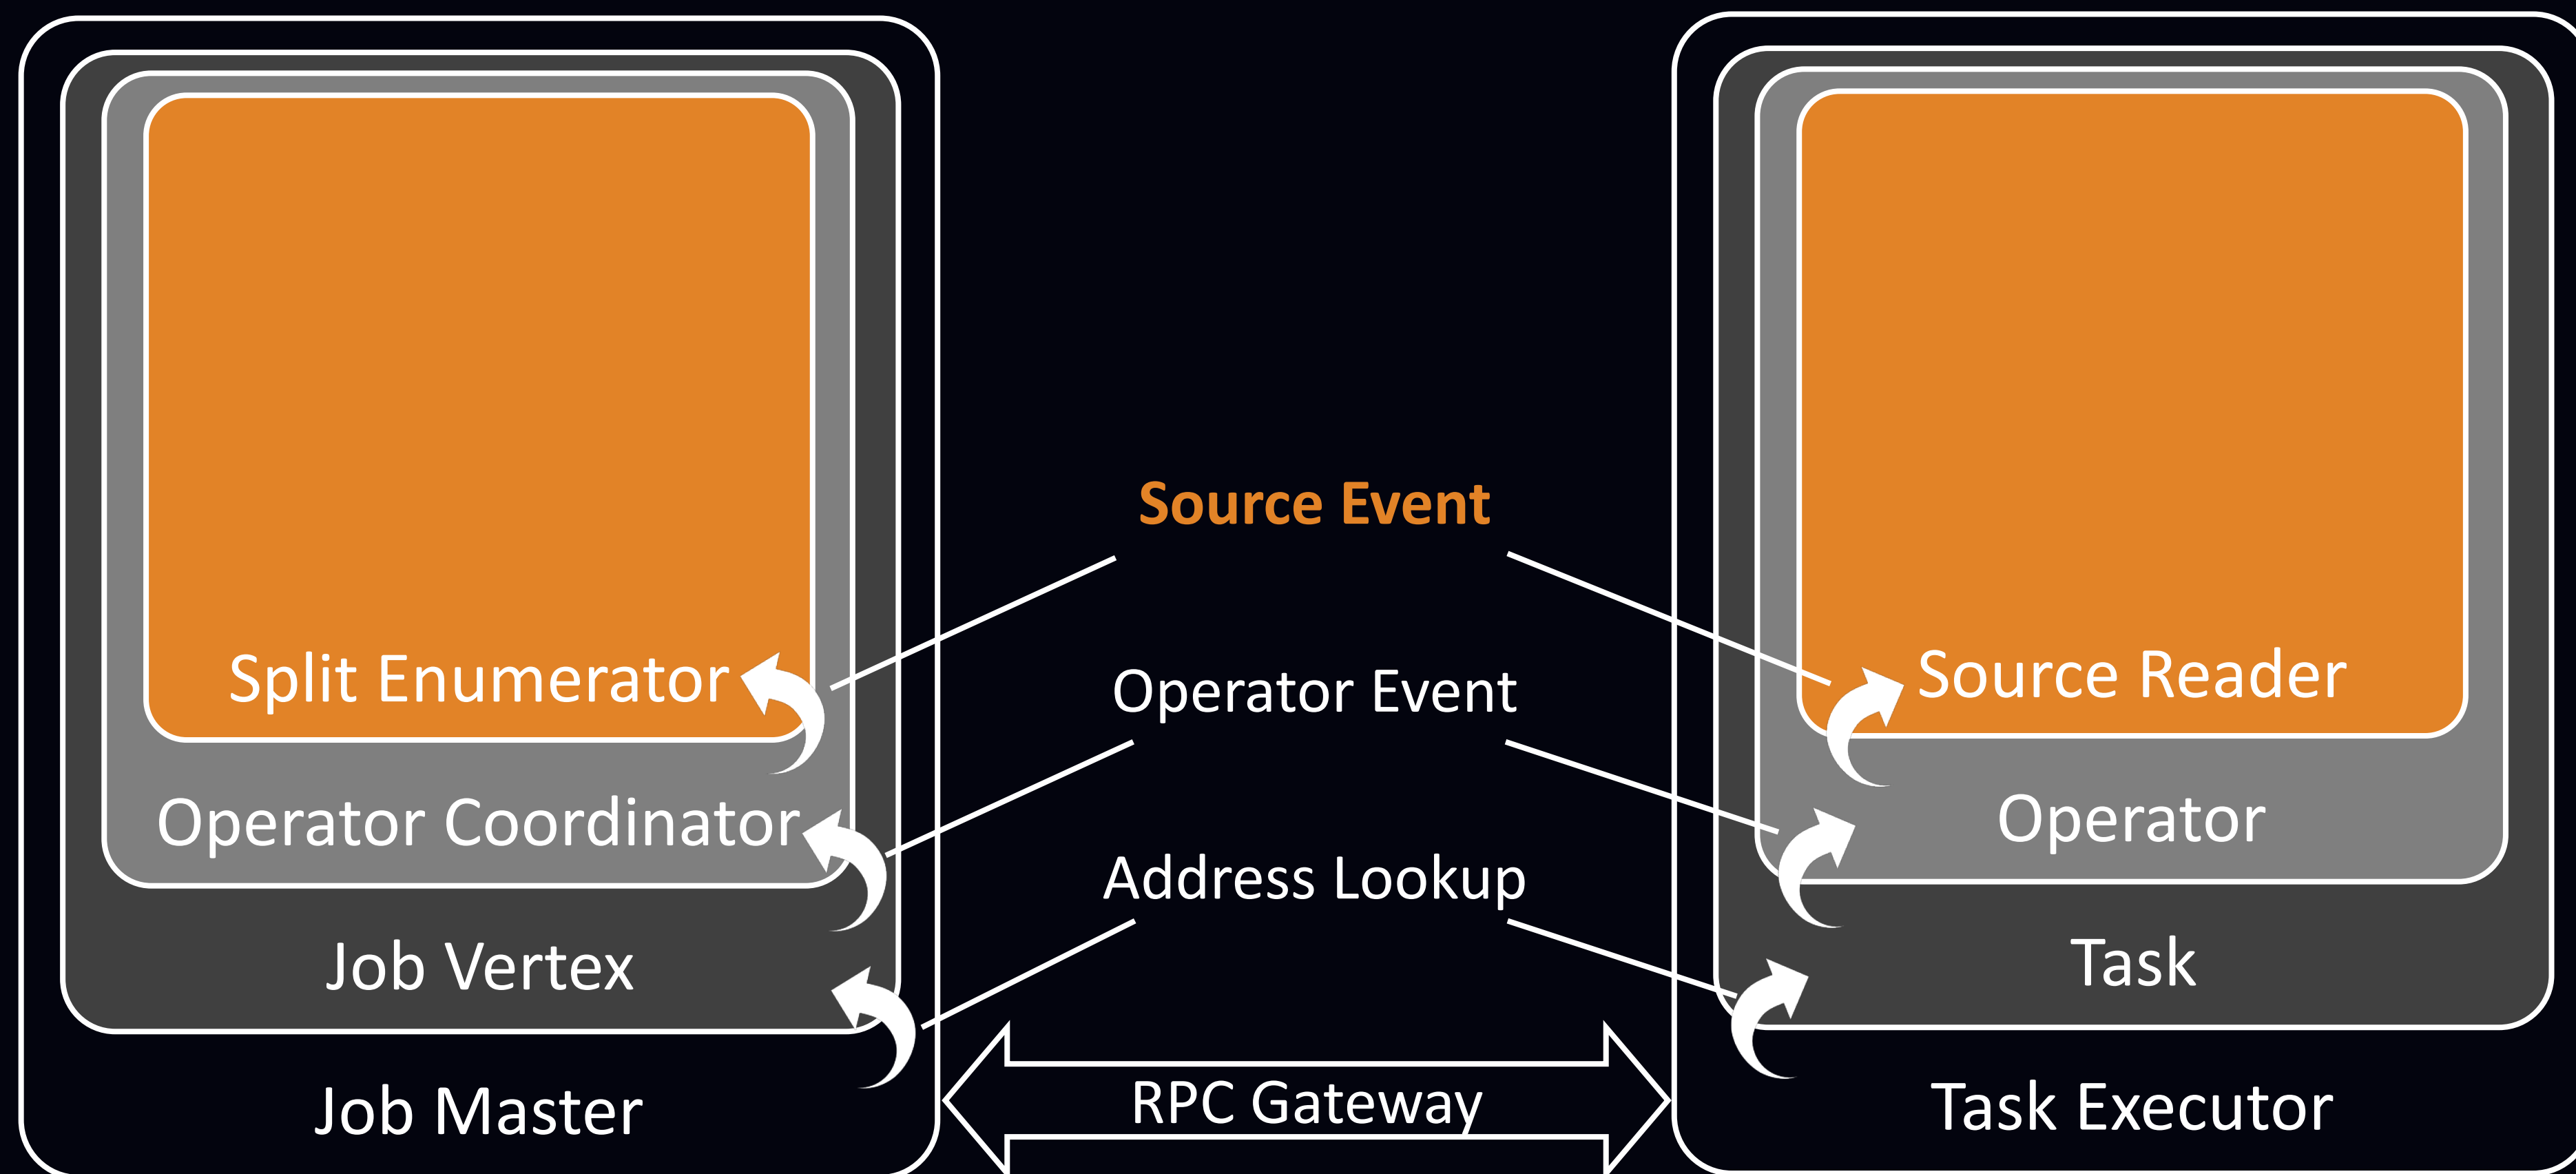 Split Enumerator
Operator Coordinator
Job Vertex
Job Master
Source Event
Operator Event
Address Lookup
RPC Gateway
Source Reader
Operator
Task
Task Executor